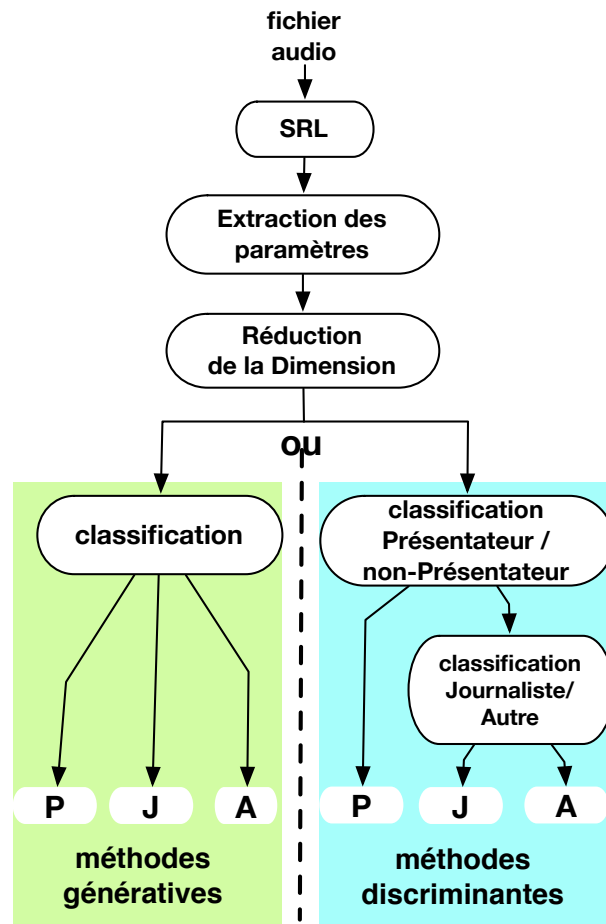 fichier
audio
SRL
Extraction des
paramètres
Réduction
de la Dimension
ou
classification
P J A
méthodes
génératives
classification
Présentateur /
non-Présentateur
classification
Journaliste/
Autre
P J A
méthodes
discriminantes